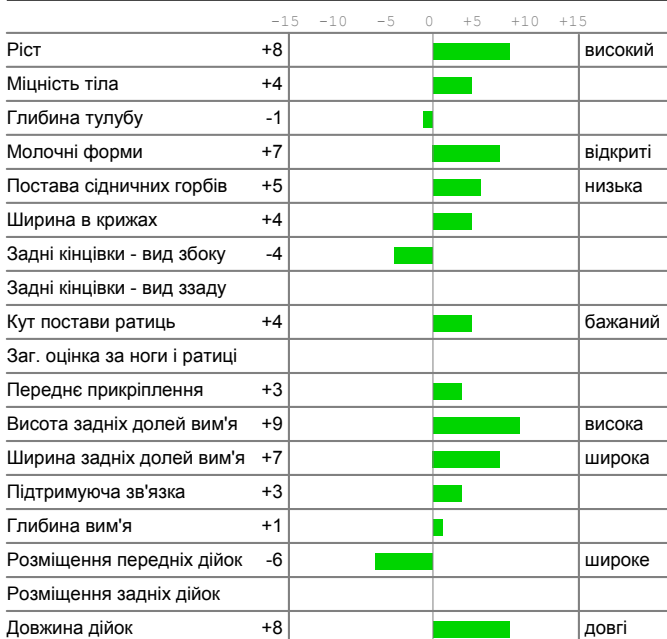 -15 -10 -5 0 +5 +10 +15
Ріст +8 високий
Міцність тіла +4
Глибина тулубу -1
Молочні форми +7 відкриті
Постава сідничних горбів +5 низька
Ширина в крижах +4
Задні кінцівки - вид збоку -4
Задні кінцівки - вид ззаду
Кут постави ратиць +4 бажаний
Заг. оцінка за ноги і ратиці
Переднє прикріплення +3
Висота задніх долей вим'я +9 висока
Ширина задніх долей вим'я +7 широка
Підтримуюча зв'язка +3
Глибина вим'я +1
Розміщення передніх дійок -6 широке
Розміщення задніх дійок
Довжина дійок +8 довгі